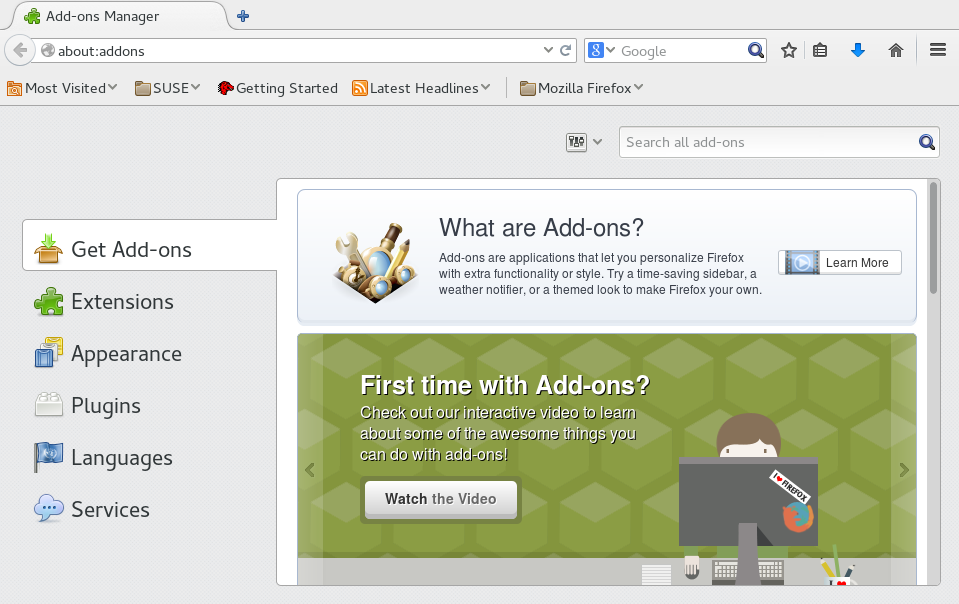 Add-ons Manager
about:addons
Google
Most Visited
SUSE
Getting Started
Latest Headlines
Mozilla Firefox
Search all add-ons
Get Add-ons
Extensions
Appearance
Plugins
Languages
Services
What are Add-ons?
Add-ons are applications that let you personalize Firefox
with extra functionality or style. Try a time-saving sidebar, a
weather notifier, or a themed look to make Firefox your own.
Learn More
First time with Add-ons?
Check out our interactive video to learn
about some of the awesome things you
can do with add-ons!
Watch the Video
I ♥ FIREFOX